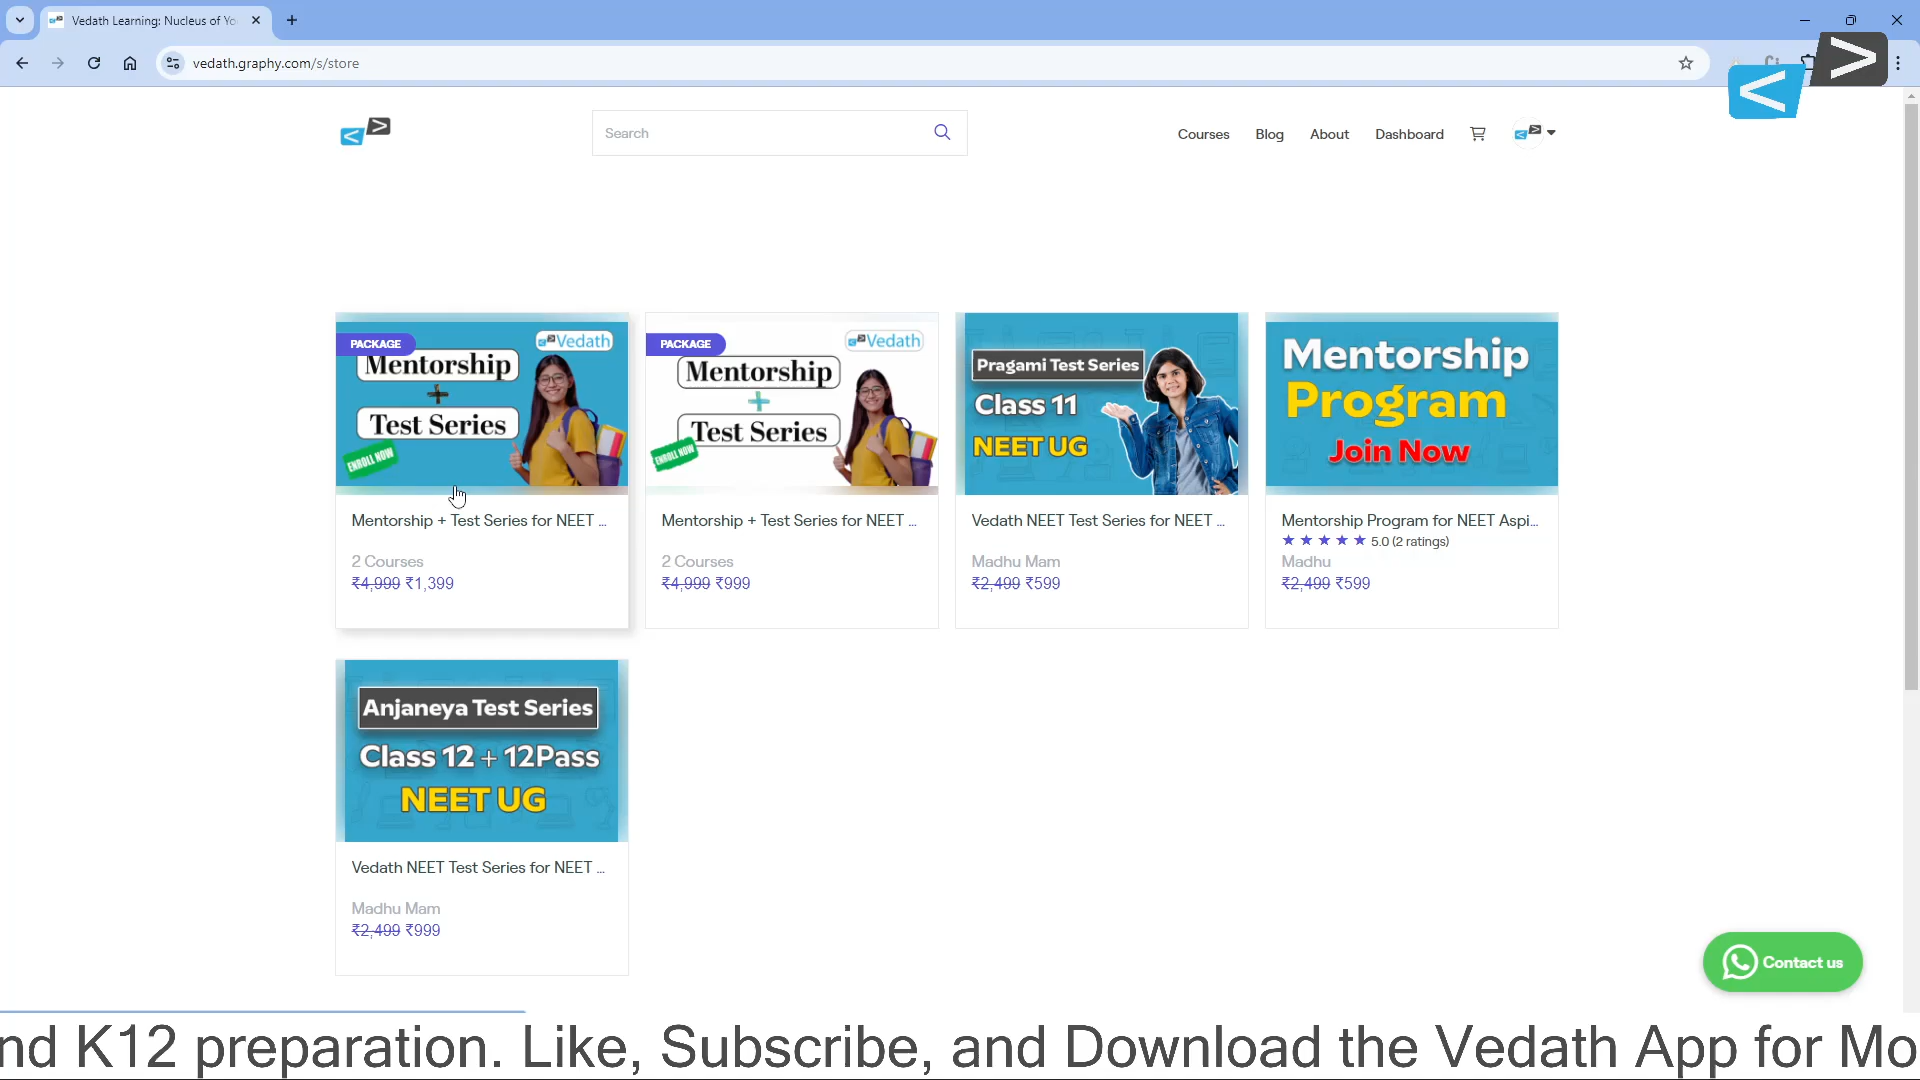 Vedath Learning: Nucleus of Yo
vedath.graphy.com/s/store
Search
Courses
Blog
About
Dashboard
PACKAGE
Vedath
Mentorship
+
Test Series
ENROLL NOW
Mentorship + Test Series for NEET ...
2 Courses
₹4,999 ₹1,399
PACKAGE
Vedath
Mentorship
+
Test Series
ENROLL NOW
Mentorship + Test Series for NEET ...
2 Courses
₹4,999 ₹999
Pragami Test Series
Class 11
NEET UG
Vedath NEET Test Series for NEET ...
Madhu Mam
₹2,499 ₹599
Mentorship
Program
Join Now
Mentorship Program for NEET Aspi...
5.0 (2 ratings)
Madhu
₹2,499 ₹599
Anjaneya Test Series
Class 12 + 12Pass
NEET UG
Vedath NEET Test Series for NEET ...
Madhu Mam
₹2,499 ₹999
Contact us
nd K12 preparation. Like, Subscribe, and Download the Vedath App for Mo